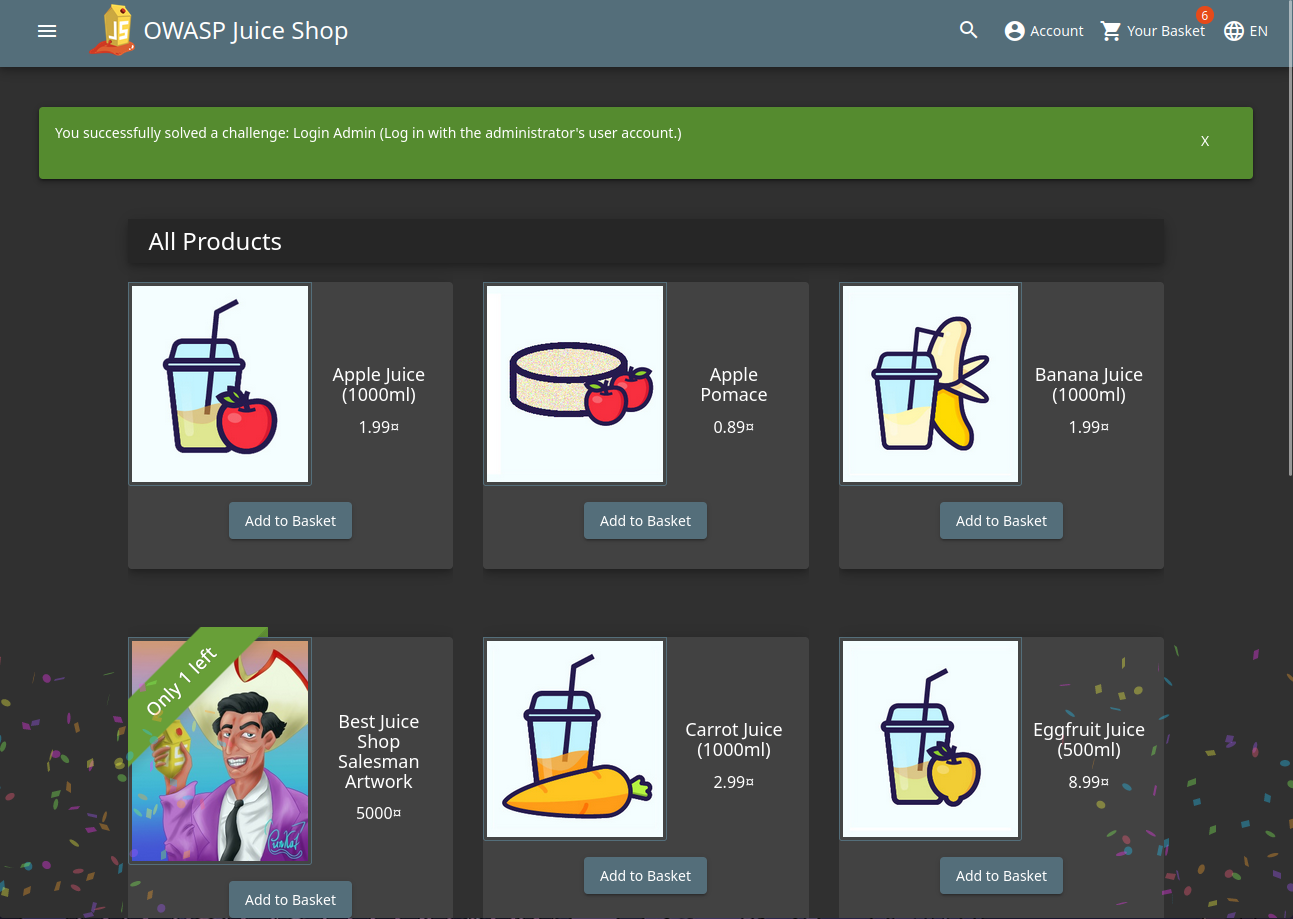 OWASP Juice Shop
Account
Your Basket
6
EN
You successfully solved a challenge: Login Admin (Log in with the administrator's user account.)
X
All Products
Apple Juice
(1000ml)
1.99¤
Add to Basket
Apple
Pomace
0.89¤
Add to Basket
Banana Juice
(1000ml)
1.99¤
Add to Basket
Only 1 left
Best Juice
Shop
Salesman
Artwork
5000¤
Add to Basket
Carrot Juice
(1000ml)
2.99¤
Add to Basket
Eggfruit Juice
(500ml)
8.99¤
Add to Basket